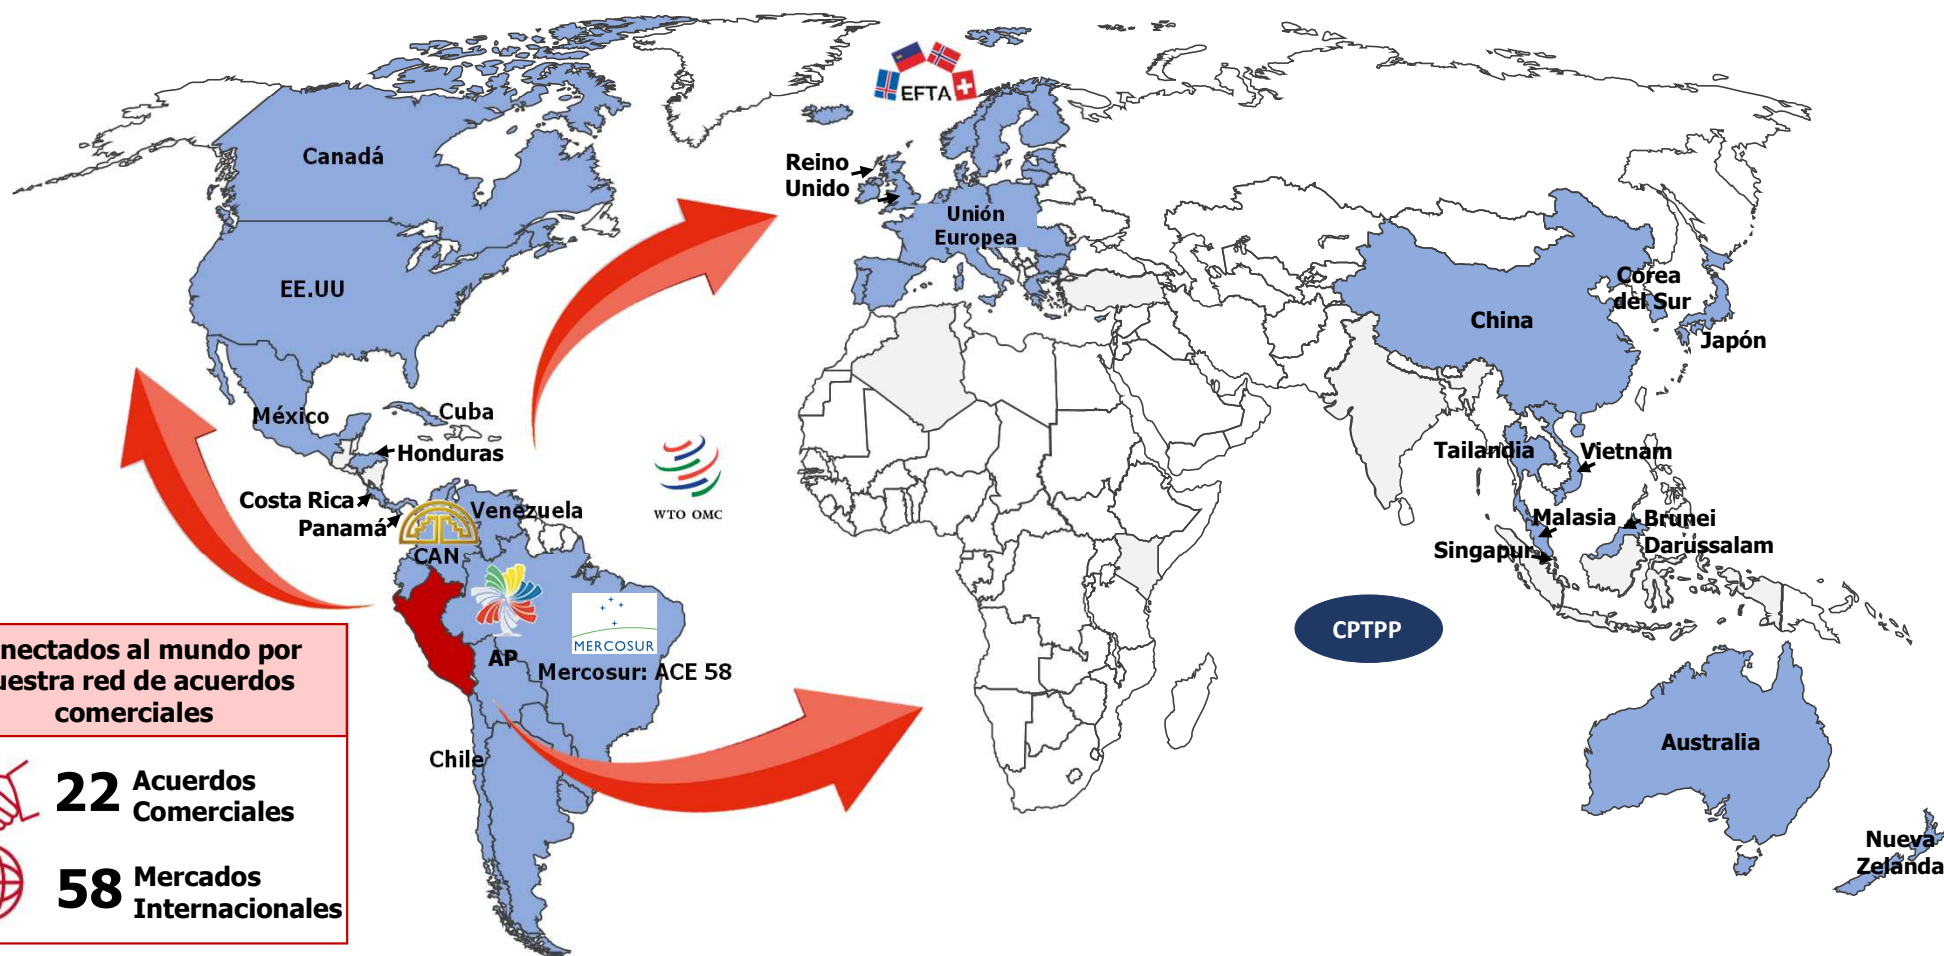 EFTA
Canadá
Reino
Unido
Unión
Europea
EE.UU
Corea
del Sur
China
Japón
México
Cuba
Honduras
Tailandia
Vietnam
Costa Rica
Panamá
Venezuela
WTO OMC
Malasia
Brunei
Darussalam
Singapur
CAN
CPTPP
MERCOSUR
AP
Mercosur: ACE 58
nectados al mundo por
uestra red de acuerdos
comerciales
Chile
Australia
22 Acuerdos
Comerciales
58 Mercados
Internacionales
Nueva
Zelanda